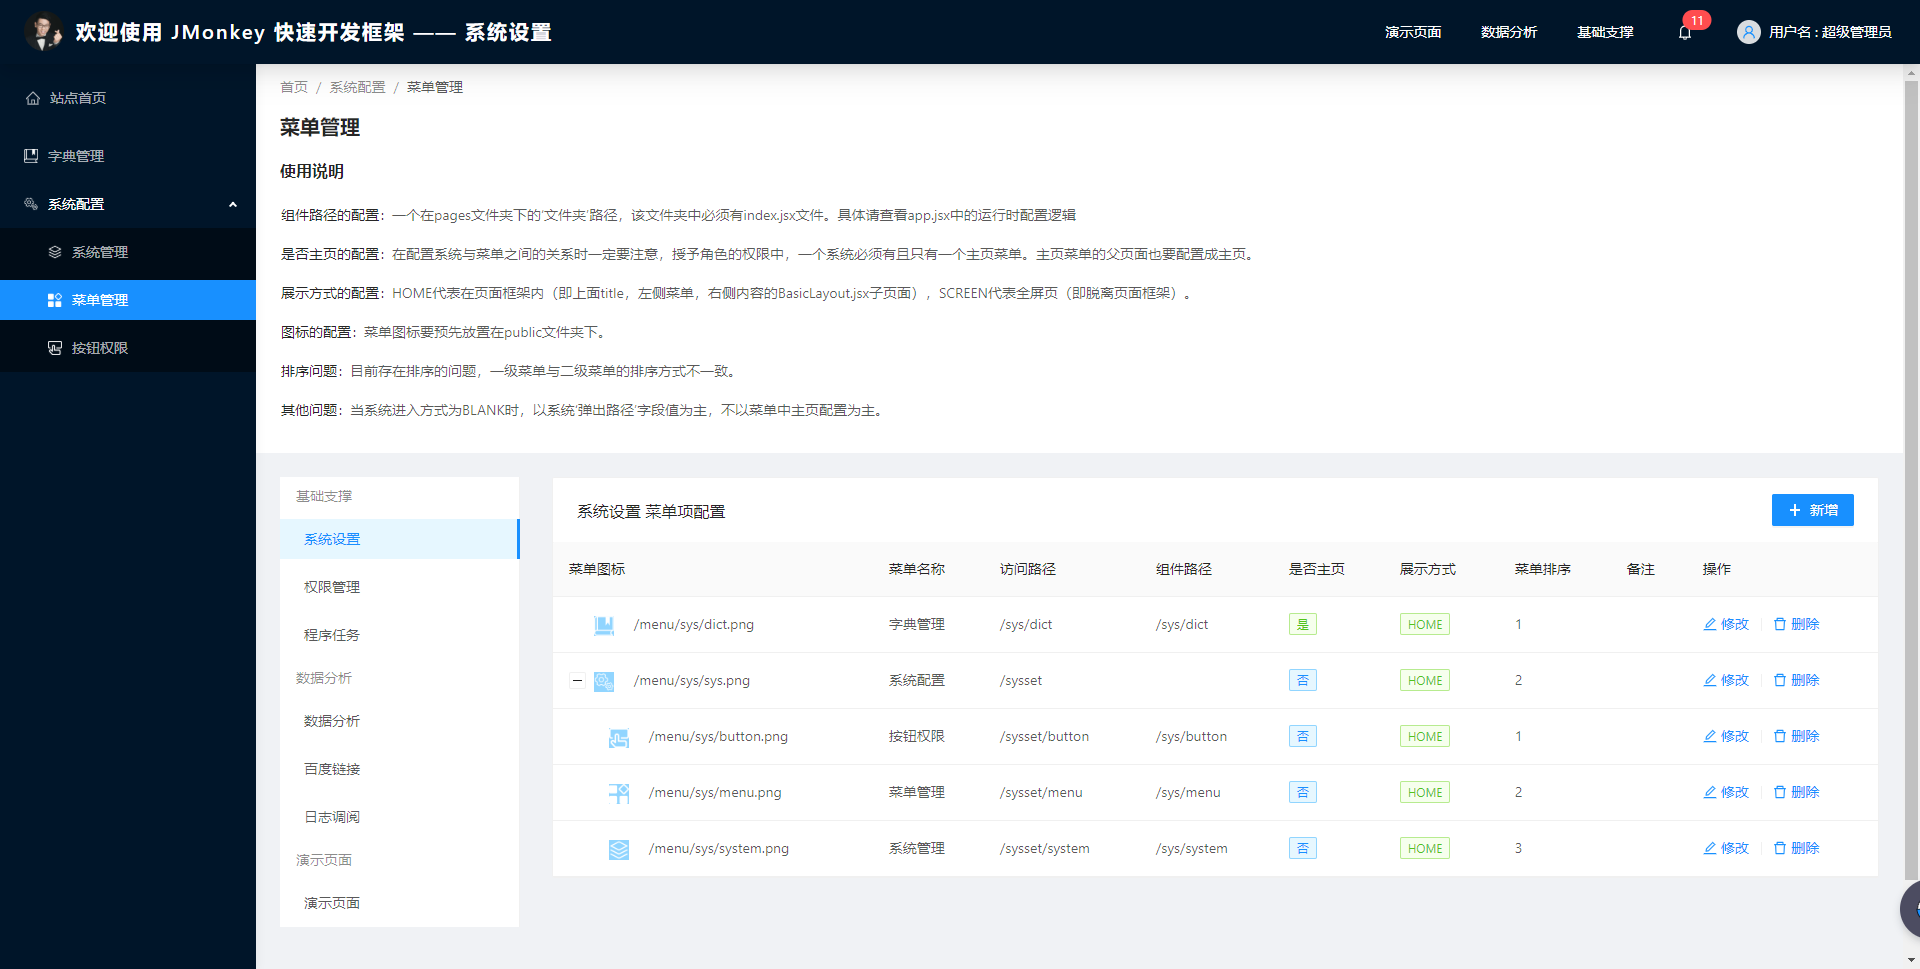 欢迎使用 JMonkey 快速开发框架 —— 系统设置
演示页面 数据分析 基础支撑 11 用户名 : 超级管理员
站点首页
字典管理
系统配置
系统管理
菜单管理
按钮权限
首页 / 系统配置 / 菜单管理
菜单管理
使用说明
组件路径的配置：一个在pages文件夹下的'文件夹'路径，该文件夹中必须有index.jsx文件。具体请查看app.jsx中的运行时配置逻辑
是否主页的配置：在配置系统与菜单之间的关系时一定要注意，授予角色的权限中，一个系统必须有且只有一个主页菜单。主页菜单的父页面也要配置成主页。
展示方式的配置：HOME代表在页面框架内（即上面title，左侧菜单，右侧内容的BasicLayout.jsx子页面），SCREEN代表全屏页（即脱离页面框架）。
图标的配置：菜单图标要预先放置在public文件夹下。
排序问题：目前存在排序的问题，一级菜单与二级菜单的排序方式不一致。
其他问题：当系统进入方式为BLANK时，以系统'弹出路径'字段值为主，不以菜单中主页配置为主。
基础支撑
系统设置
权限管理
程序任务
数据分析
数据分析
百度链接
日志调阅
演示页面
演示页面
系统设置 菜单项配置 新增
菜单图标 菜单名称 访问路径 组件路径 是否主页 展示方式 菜单排序 备注 操作
/menu/sys/dict.png 字典管理 /sys/dict /sys/dict 是 HOME 1 修改 删除
/menu/sys/sys.png 系统配置 /sysset 否 HOME 2 修改 删除
/menu/sys/button.png 按钮权限 /sysset/button /sys/button 否 HOME 1 修改 删除
/menu/sys/menu.png 菜单管理 /sysset/menu /sys/menu 否 HOME 2 修改 删除
/menu/sys/system.png 系统管理 /sysset/system /sys/system 否 HOME 3 修改 删除